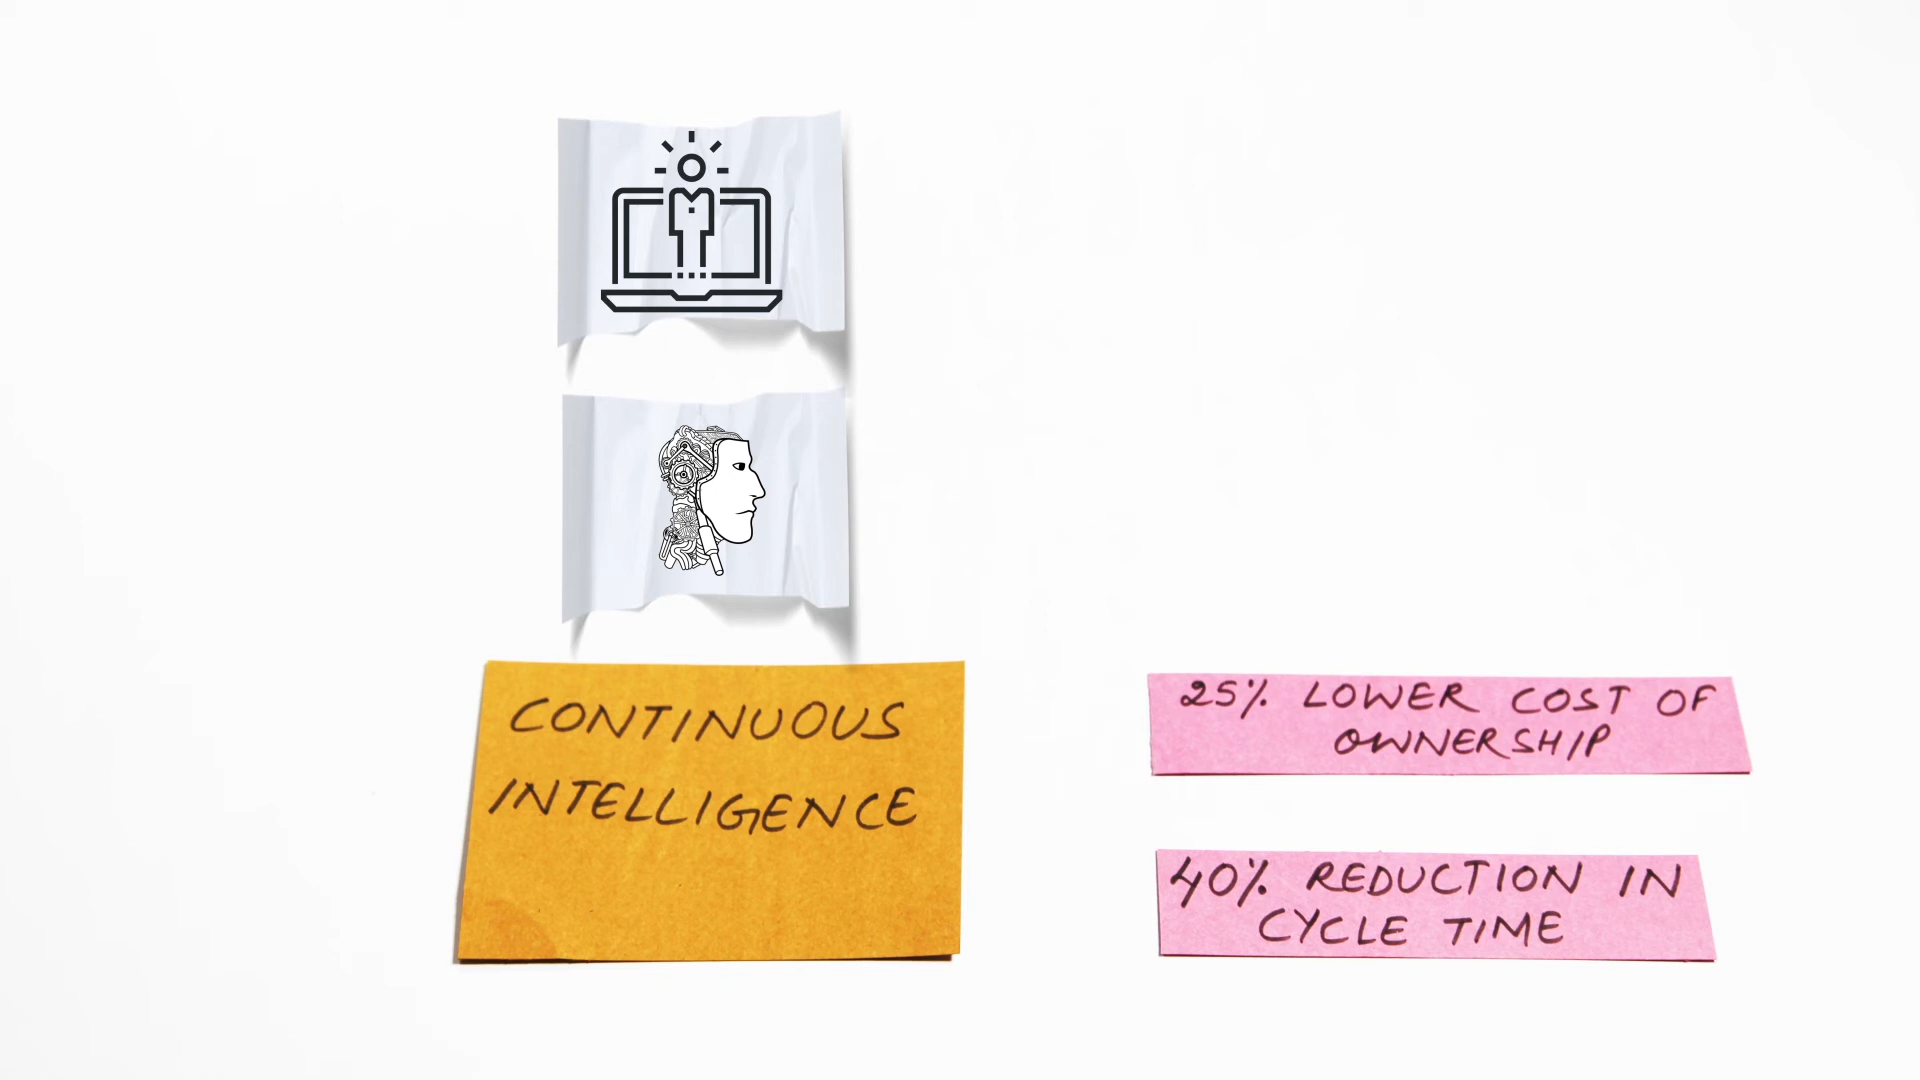 CONTINUOUS
INTELLIGENCE
25% LOWER COST OF
OWNERSHIP
40% REDUCTION IN
CYCLE TIME